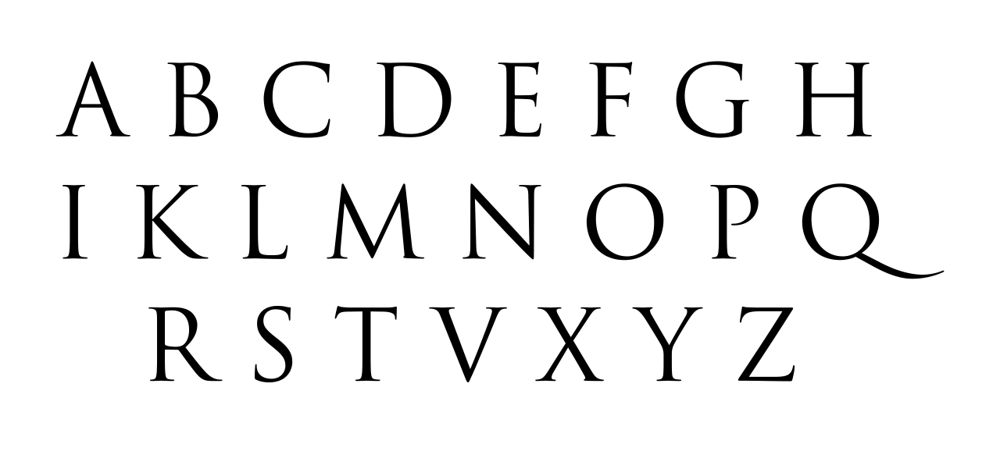 A B C D E F G H
I K L M N O P Q
R S T V X Y Z